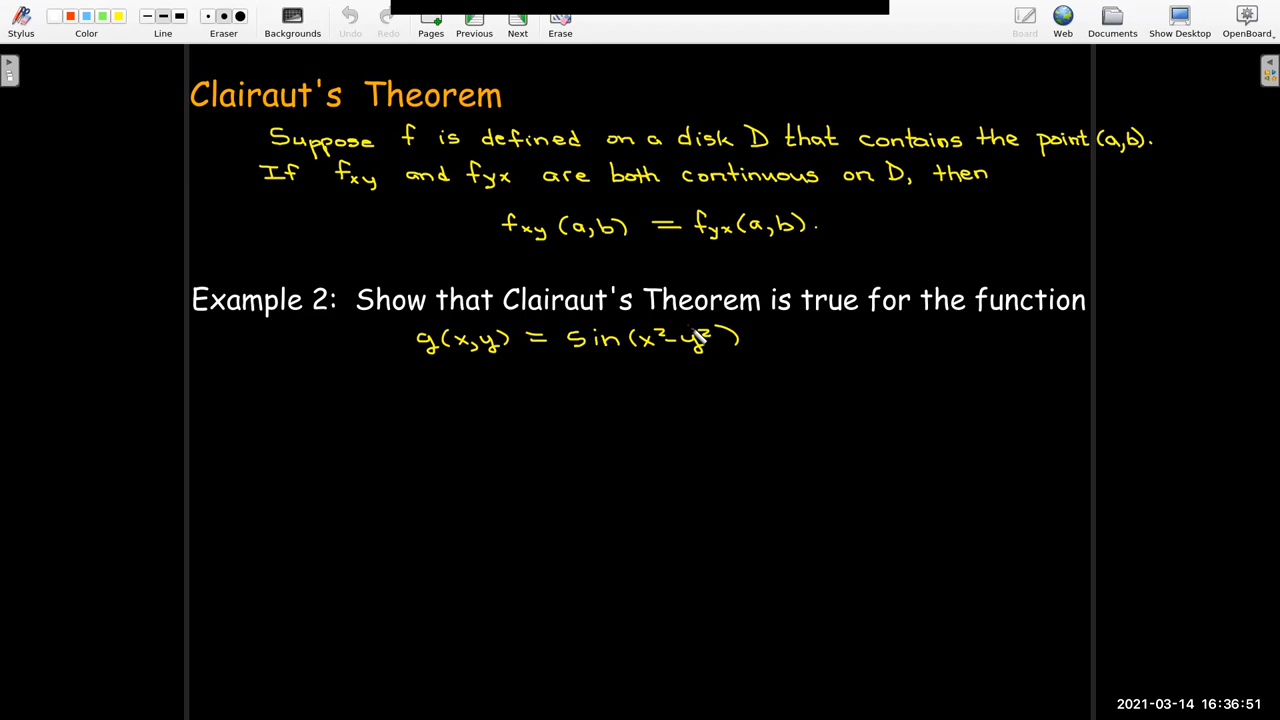 Stylus
Color
Line
Eraser
Backgrounds
Undo
Redo
Pages
Previous
Next
Erase
Board
Web
Documents
Show Desktop
OpenBoard
Clairaut's Theorem
Suppose f is defined on a disk D that contains the point (a,b).
If fxy and fyx are both continuous on D, then
fxy (a,b) = fyx (a,b).
Example 2: Show that Clairaut's Theorem is true for the function
g(x,y) = sin(x²-y²)
2021-03-14 16:36:51